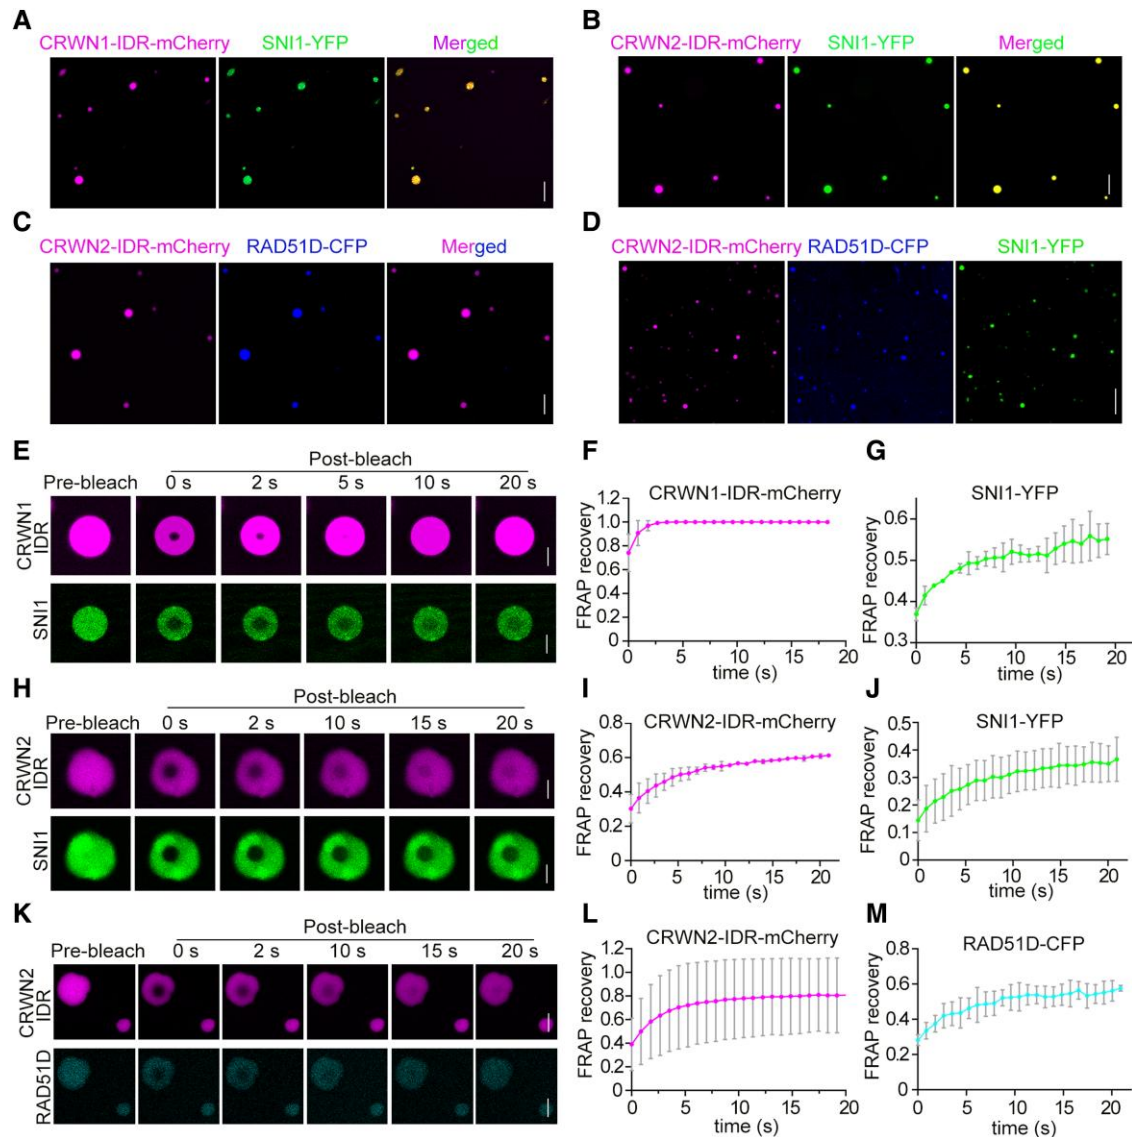 A
CRWN1-IDR-mCherry SNI1-YFP Merged
B
CRWN2-IDR-mCherry SNI1-YFP Merged
C
CRWN2-IDR-mCherry RAD51D-CFP Merged
D
CRWN2-IDR-mCherry RAD51D-CFP SNI1-YFP
E
Post-bleach
Pre-bleach 0 s 2 s 5 s 10 s 20 s
CRWN1
IDR
SNI1
F
CRWN1-IDR-mCherry
FRAP recovery
1.2
1.0
0.8
0.6
0.4
0.2
0
0 5 10 15 20
time (s)
G
SNI1-YFP
FRAP recovery
0.6
0.5
0.4
0.3
0 5 10 15 20
time (s)
H
Post-bleach
Pre-bleach 0 s 2 s 10 s 15 s 20 s
CRWN2
IDR
SNI1
I
CRWN2-IDR-mCherry
FRAP recovery
0.8
0.6
0.4
0.2
0
0 5 10 15 20
time (s)
J
SNI1-YFP
FRAP recovery
0.5
0.4
0.3
0.2
0.1
0
0 5 10 15 20
time (s)
K
Post-bleach
Pre-bleach 0 s 2 s 10 s 15 s 20 s
CRWN2
IDR
RAD51D
L
CRWN2-IDR-mCherry
FRAP recovery
1.2
1.0
0.8
0.6
0.4
0.2
0
0 5 10 15 20
time (s)
M
RAD51D-CFP
FRAP recovery
0.8
0.6
0.4
0.2
0
0 5 10 15 20
time (s)